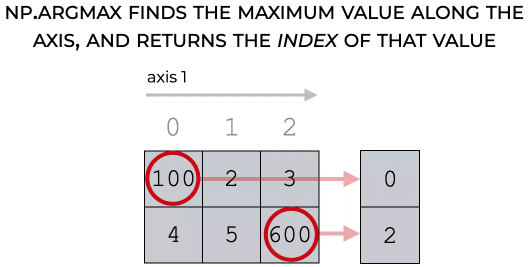 NP.ARGMAX FINDS THE MAXIMUM VALUE ALONG THE
AXIS, AND RETURNS THE INDEX OF THAT VALUE
axis 1
0 1 2
100 2 3 0
4 5 600 2